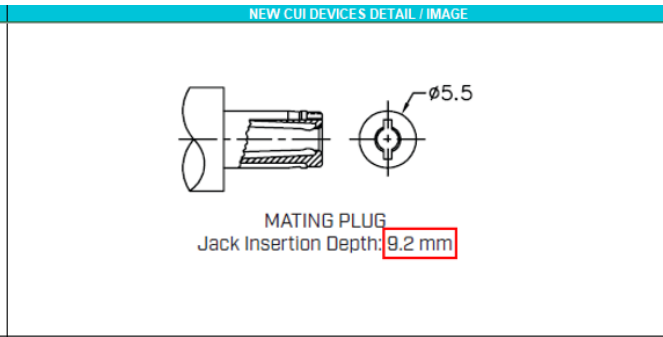 NEW CUI DEVICES DETAIL / IMAGE
ø5.5
MATING PLUG
Jack Insertion Depth: 9.2 mm